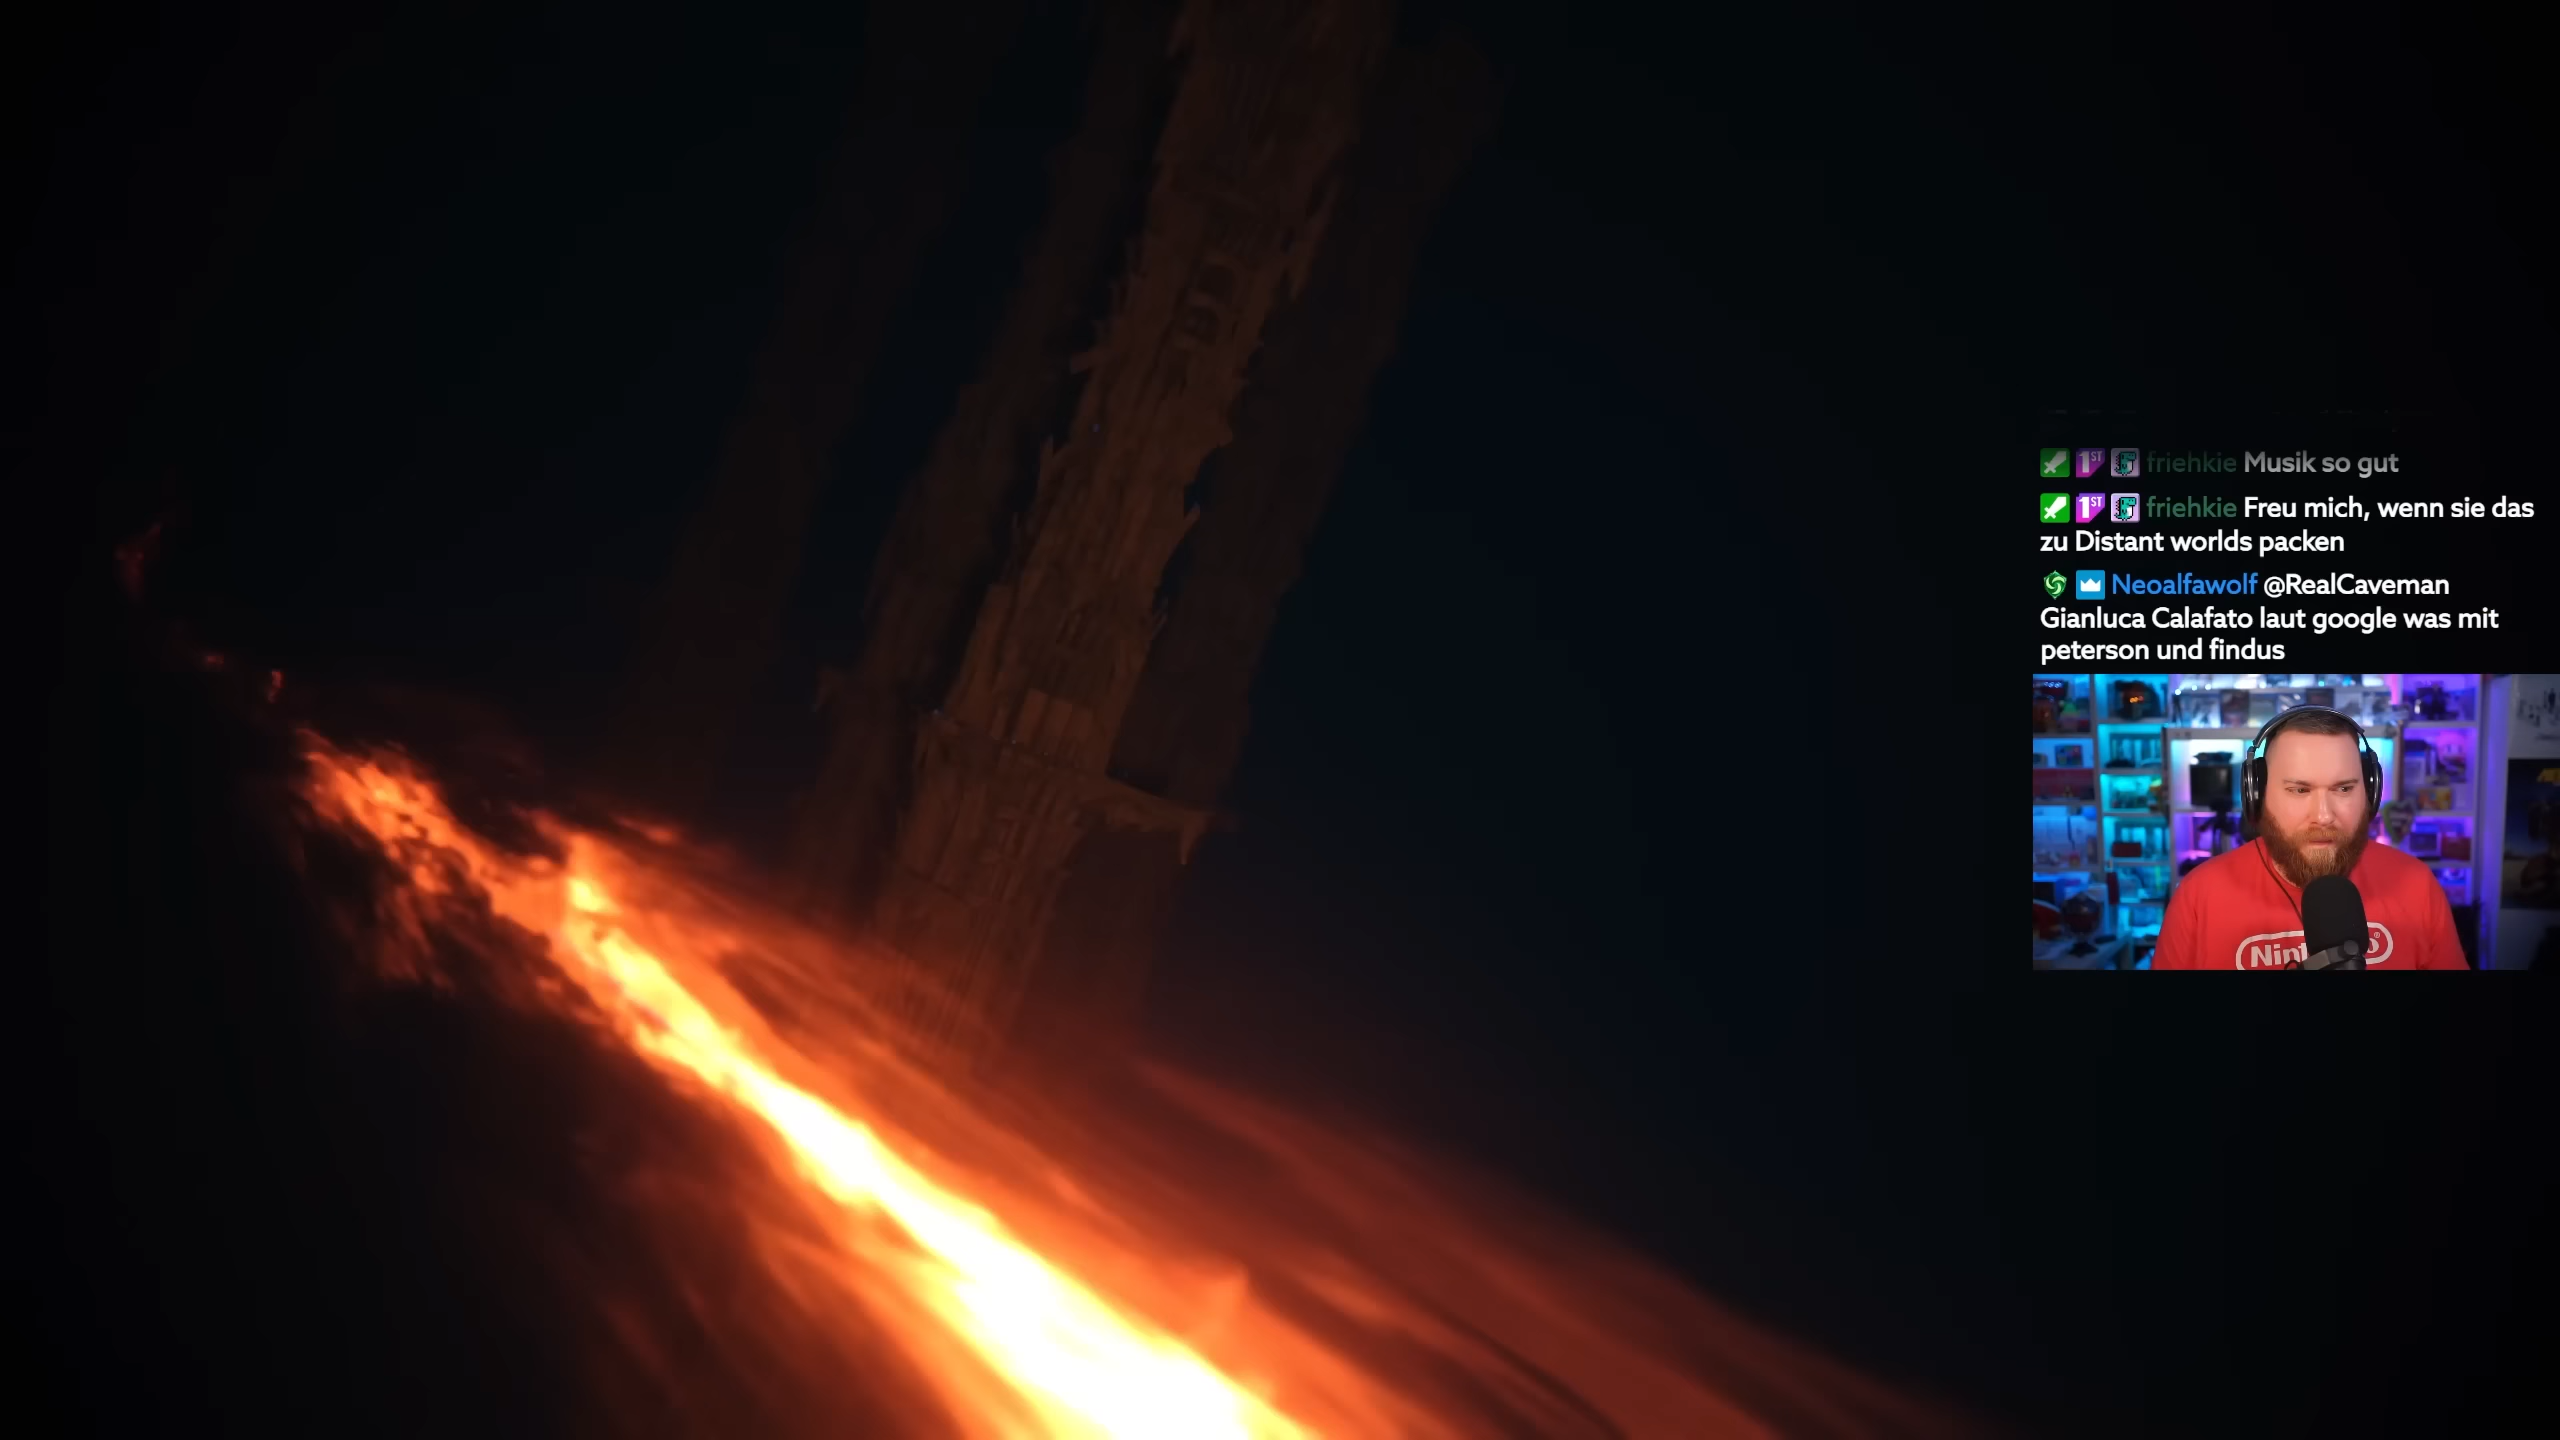 friehkie Musik so gut
friehkie Freu mich, wenn sie das
zu Distant worlds packen
Neoalfawolf @RealCaveman
Gianluca Calafato laut google was mit
peterson und findus